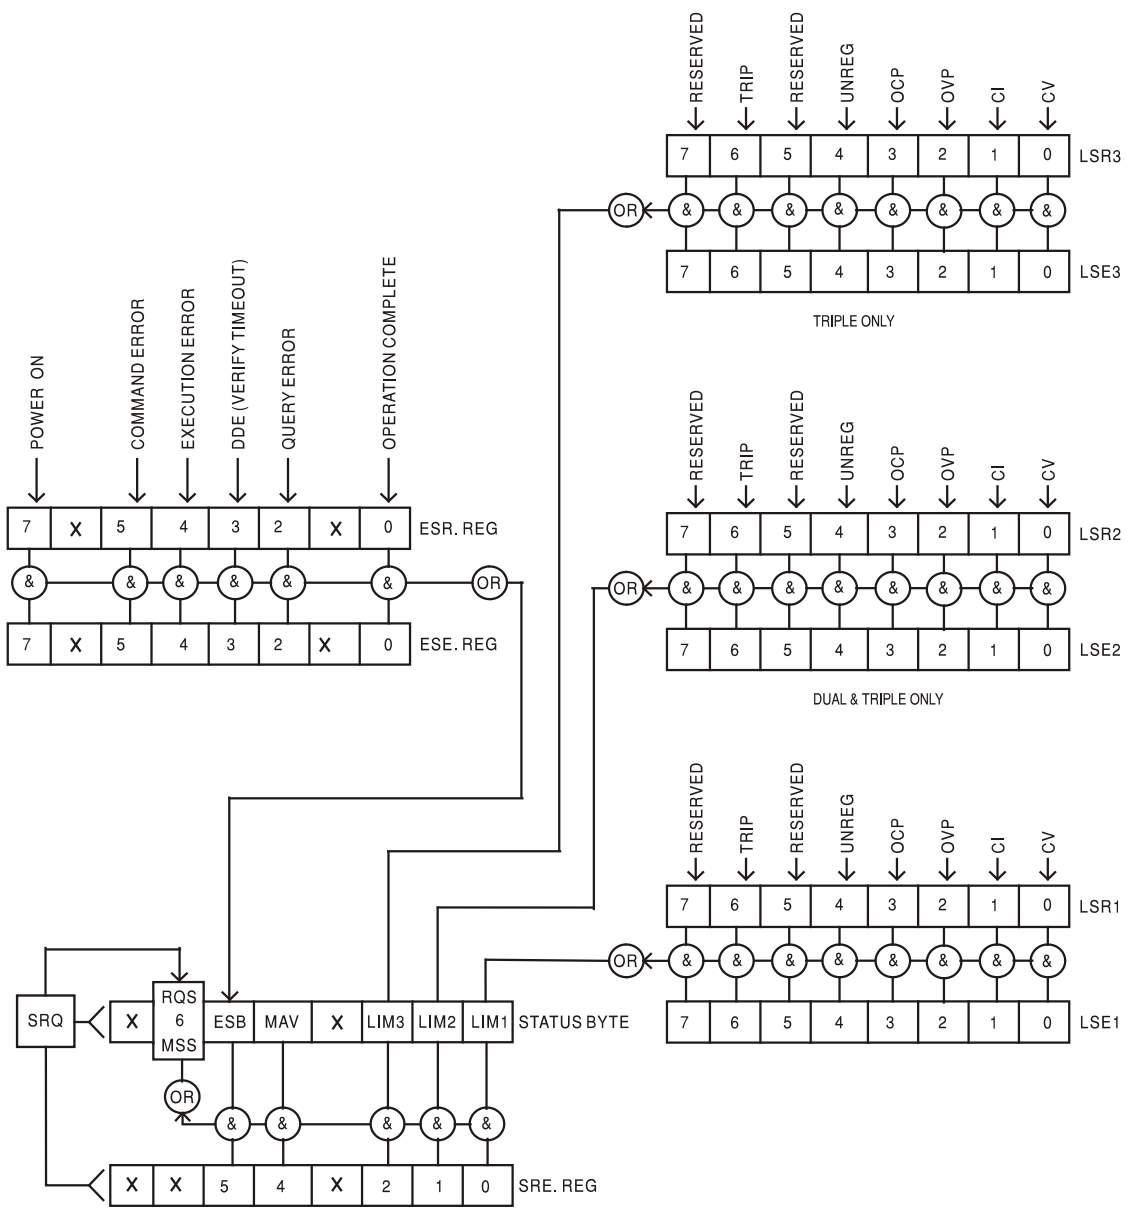 RESERVED TRIP RESERVED UNREG OCP OVP CI CV
7 6 5 4 3 2 1 0 LSR3
OR & & & & & & & &
7 6 5 4 3 2 1 0 LSE3
TRIPLE ONLY
POWER ON COMMAND ERROR EXECUTION ERROR DDE (VERIFY TIMEOUT) QUERY ERROR OPERATION COMPLETE
7 X 5 4 3 2 X 0 ESR. REG
& & & & & & OR
7 X 5 4 3 2 X 0 ESE. REG
RESERVED TRIP RESERVED UNREG OCP OVP CI CV
7 6 5 4 3 2 1 0 LSR2
OR & & & & & & & &
7 6 5 4 3 2 1 0 LSE2
DUAL & TRIPLE ONLY
RESERVED TRIP RESERVED UNREG OCP OVP CI CV
7 6 5 4 3 2 1 0 LSR1
OR & & & & & & & &
7 6 5 4 3 2 1 0 LSE1
SRQ
X RQS 6 MSS ESB MAV X LIM3 LIM2 LIM1 STATUS BYTE
OR
& & & & &
X X 5 4 X 2 1 0 SRE. REG